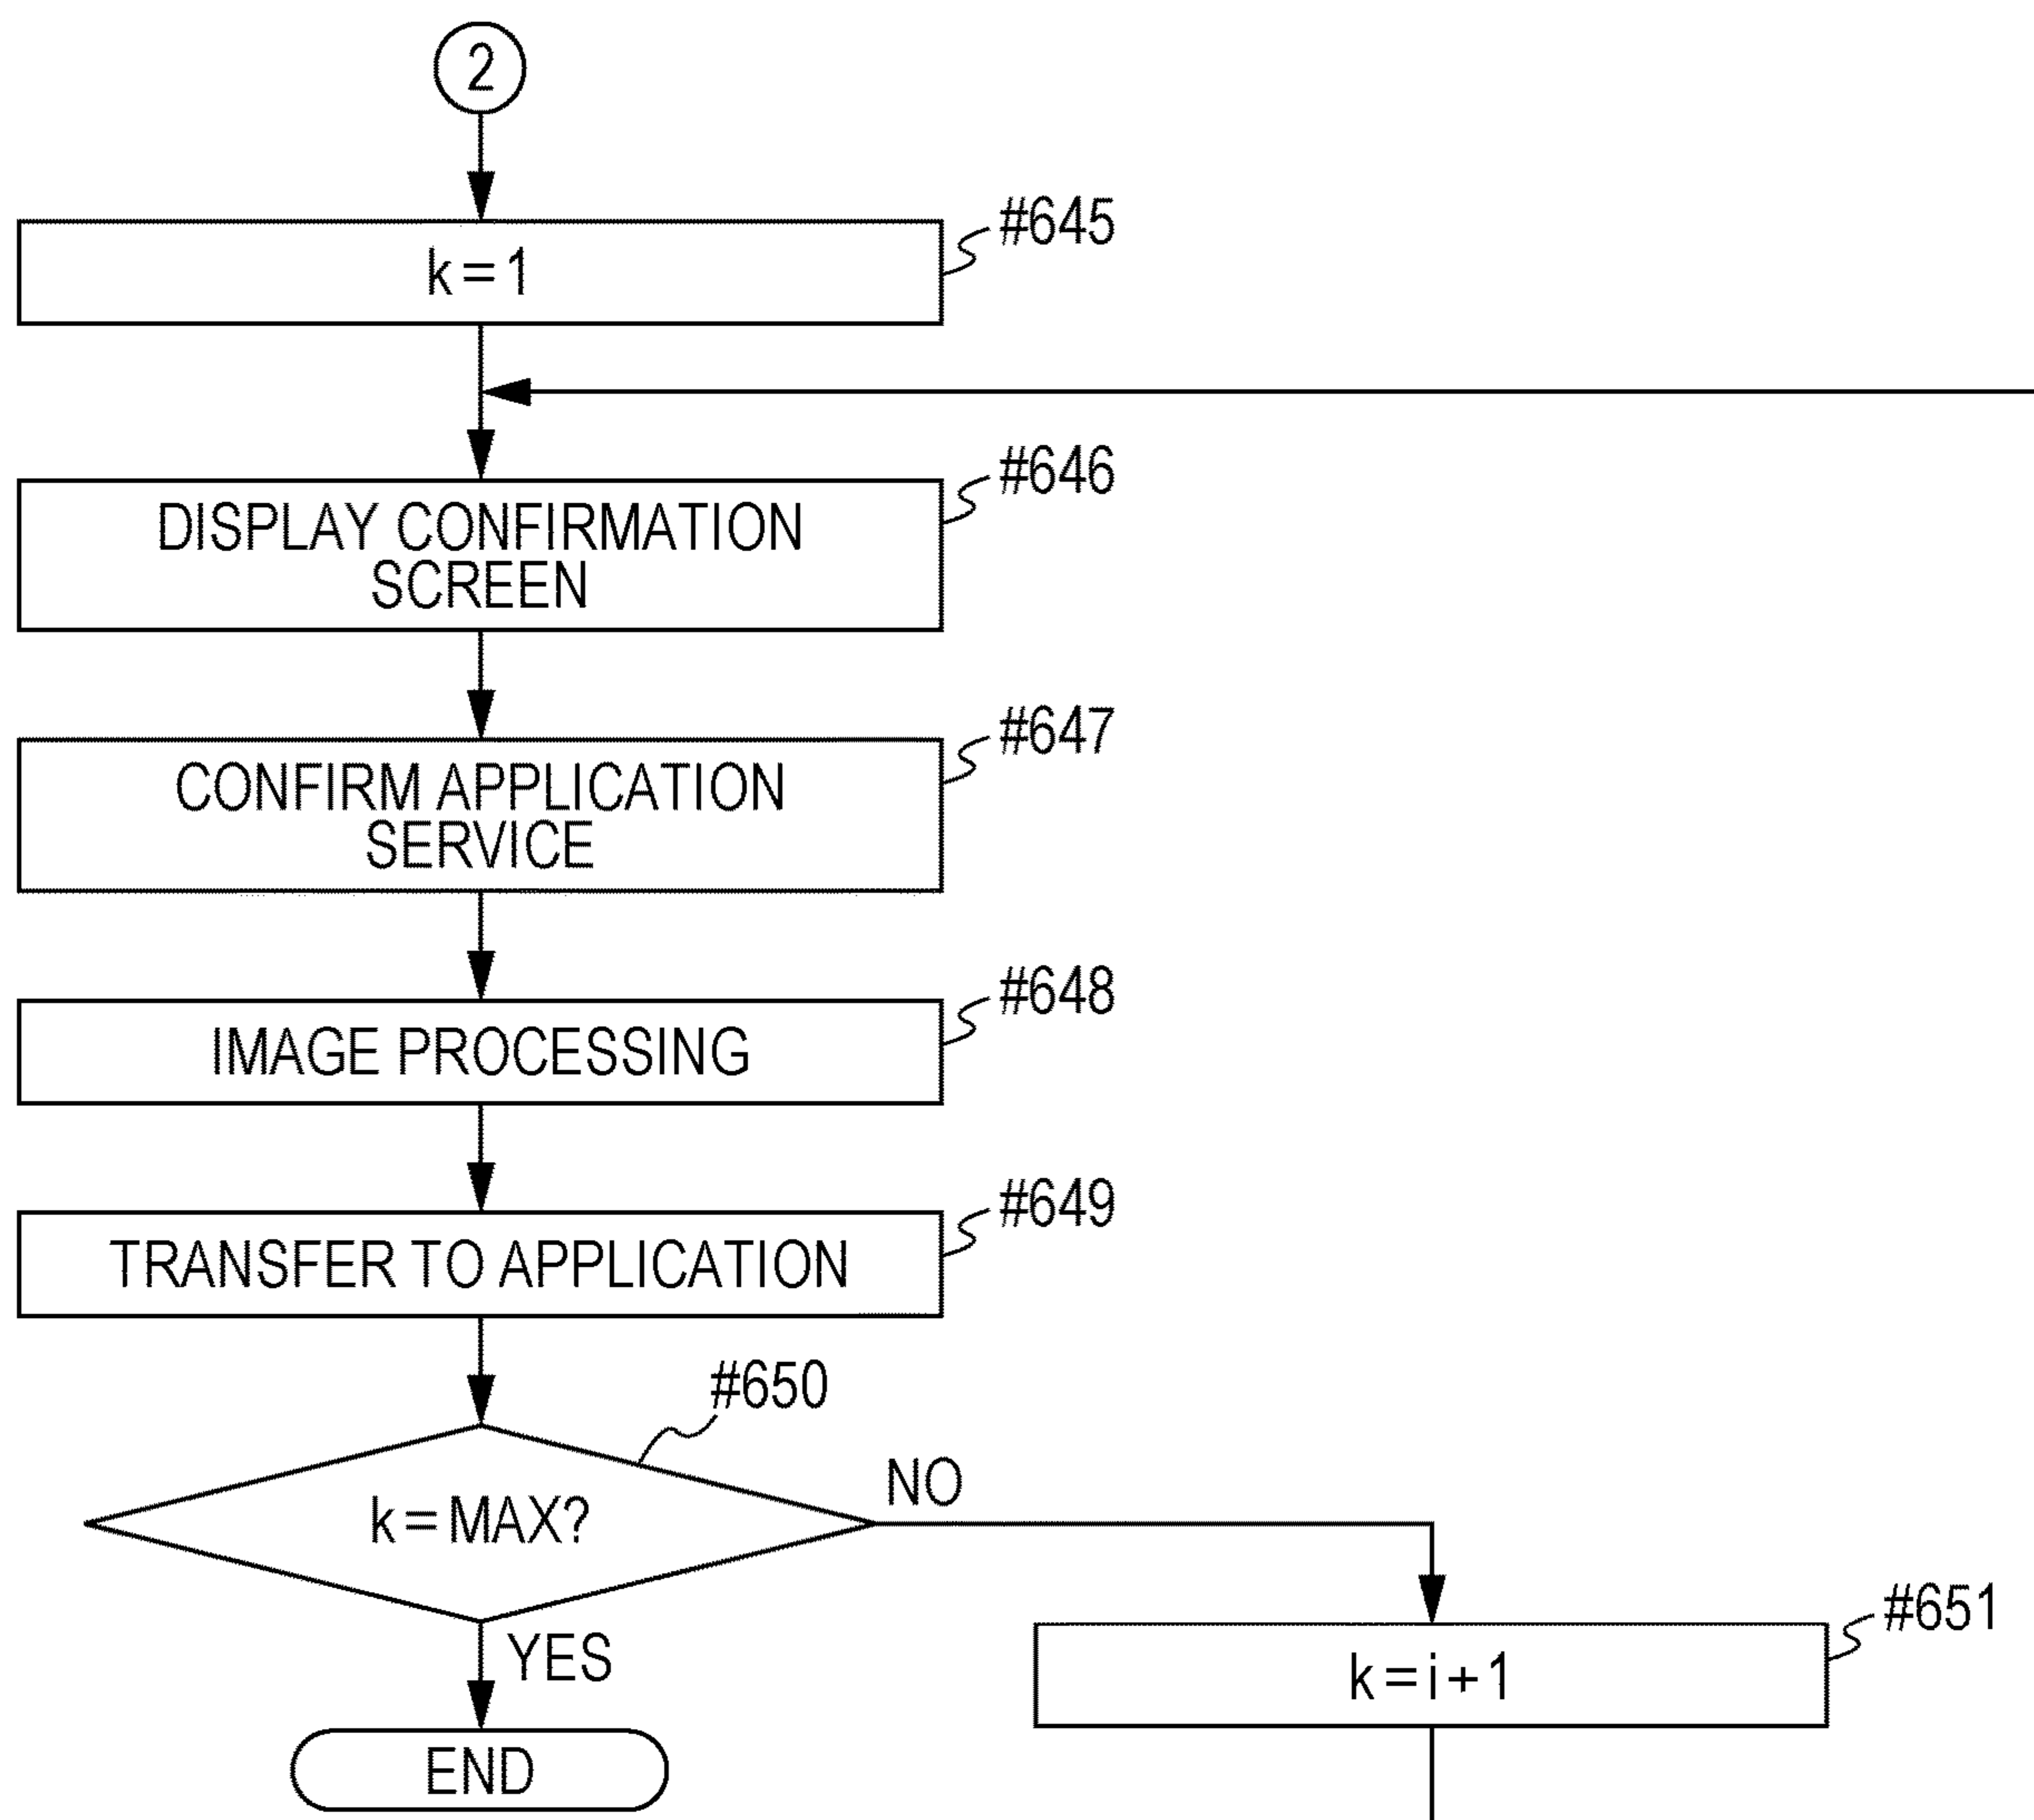 2
#645
k=1
#646
DISPLAY CONFIRMATION
SCREEN
#647
CONFIRM APPLICATION
SERVICE
#648
IMAGE PROCESSING
#649
TRANSFER TO APPLICATION
#650
k=MAX?
NO
YES
#651
k=i+1
END